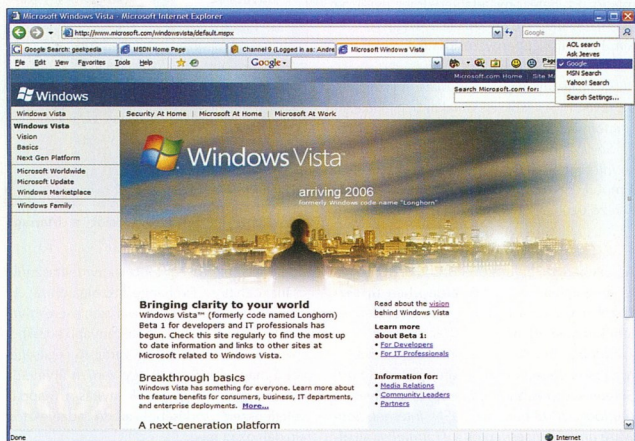 Microsoft Windows Vista - Microsoft Internet Explorer
http://www.microsoft.com/windowsvista/default.mspx
Google
Google Search: geekpedia
MSDN Home Page
Channel 9 (Logged in as: Andre
Microsoft Windows Vista
AOL search
Ask Jeeves
Google
MSN Search
Yahoo! Search
Search Settings...
File Edit View Favorites Tools Help
Google
Page
Microsoft.com Home Site Ma
Windows
Search Microsoft.com for:
Windows Vista
Security At Home | Microsoft At Home | Microsoft At Work
Windows Vista
Vision
Basics
Next Gen Platform
Microsoft Worldwide
Microsoft Update
Windows Marketplace
Windows Family
Windows Vista™
arriving 2006
formerly Windows code name "Longhorn"
Bringing clarity to your world
Windows Vista™ (formerly code named Longhorn)
Beta 1 for developers and IT professionals has
begun. Check this site regularly to find the most up
to date information and links to other sites at
Microsoft related to Windows Vista.
Breakthrough basics
Windows Vista has something for everyone. Learn more about
the feature benefits for consumers, business, IT departments,
and enterprise deployments. More...
A next-generation platform
Read about the vision
behind Windows Vista
Learn more
about Beta 1:
• For Developers
• For IT Professionals
Information for:
• Media Relations
• Community Leaders
• Partners
Done
Internet